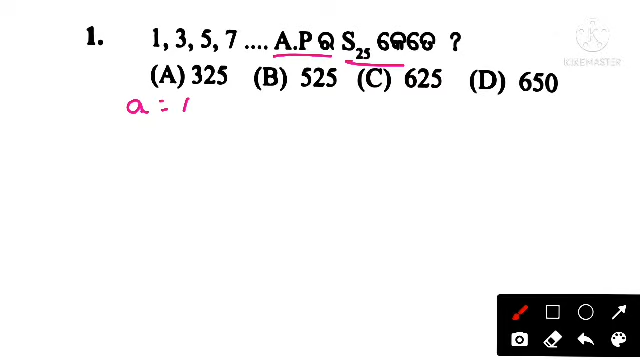 1. 1, 3, 5, 7 .... A.P ର S₂₅ କେତେ ?
(A) 325 (B) 525 (C) 625 (D) 650
a = 1
KINEMASTER